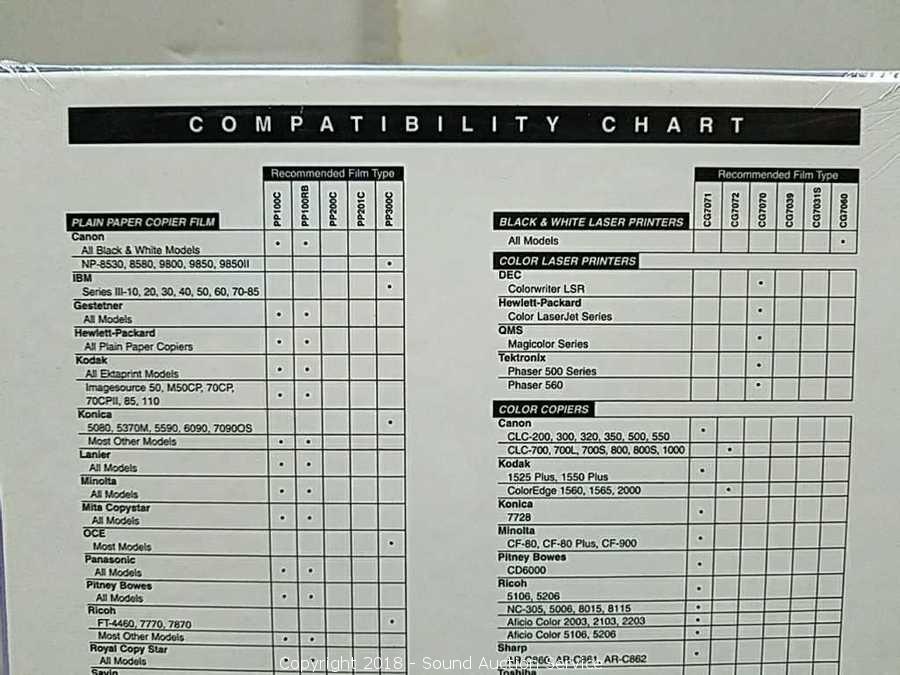 COMPATIBILITY CHART
Recommended Film Type
PP100C PP100RB PP200C PP201C PP300C
PLAIN PAPER COPIER FILM
Canon
All Black & White Models • •
NP-8530, 8580, 9800, 9850, 9850II •
IBM
Series III-10, 20, 30, 40, 50, 60, 70-85 •
Gestetner
All Models • •
Hewlett-Packard
All Plain Paper Copiers • •
Kodak
All Ektaprint Models • •
Imagesource 50, M50CP, 70CP,
70CPII, 85, 110 • •
Konica
5080, 5370M, 5590, 6090, 7090OS •
Most Other Models • •
Lanier
All Models • •
Minolta
All Models • •
Mita Copystar
All Models • •
OCE
Most Models •
Panasonic
All Models • •
Pitney Bowes
All Models • •
Ricoh
FT-4460, 7770, 7870 •
Most Other Models • •
Royal Copy Star
All Models
Savin
Recommended Film Type
CG7071 CG7072 CG7070 CG7039 CG7031S CG7060
BLACK & WHITE LASER PRINTERS
All Models •
COLOR LASER PRINTERS
DEC
Colorwriter LSR •
Hewlett-Packard
Color LaserJet Series •
QMS
Magicolor Series •
Tektronix
Phaser 500 Series •
Phaser 560 •
COLOR COPIERS
Canon
CLC-200, 300, 320, 350, 500, 550 •
CLC-700, 700L, 700S, 800, 800S, 1000 •
Kodak
1525 Plus, 1550 Plus •
ColorEdge 1560, 1565, 2000 •
Konica
7728 •
Minolta
CF-80, CF-80 Plus, CF-900 •
Pitney Bowes
CD6000 •
Ricoh
5106, 5206 •
NC-305, 5006, 8015, 8115 •
Aficio Color 2003, 2103, 2203 •
Aficio Color 5106, 5206 •
Sharp
AR-C860, AR-C861, AR-C862 •
Toshiba
Copyright 2018 - Sound Auction Service